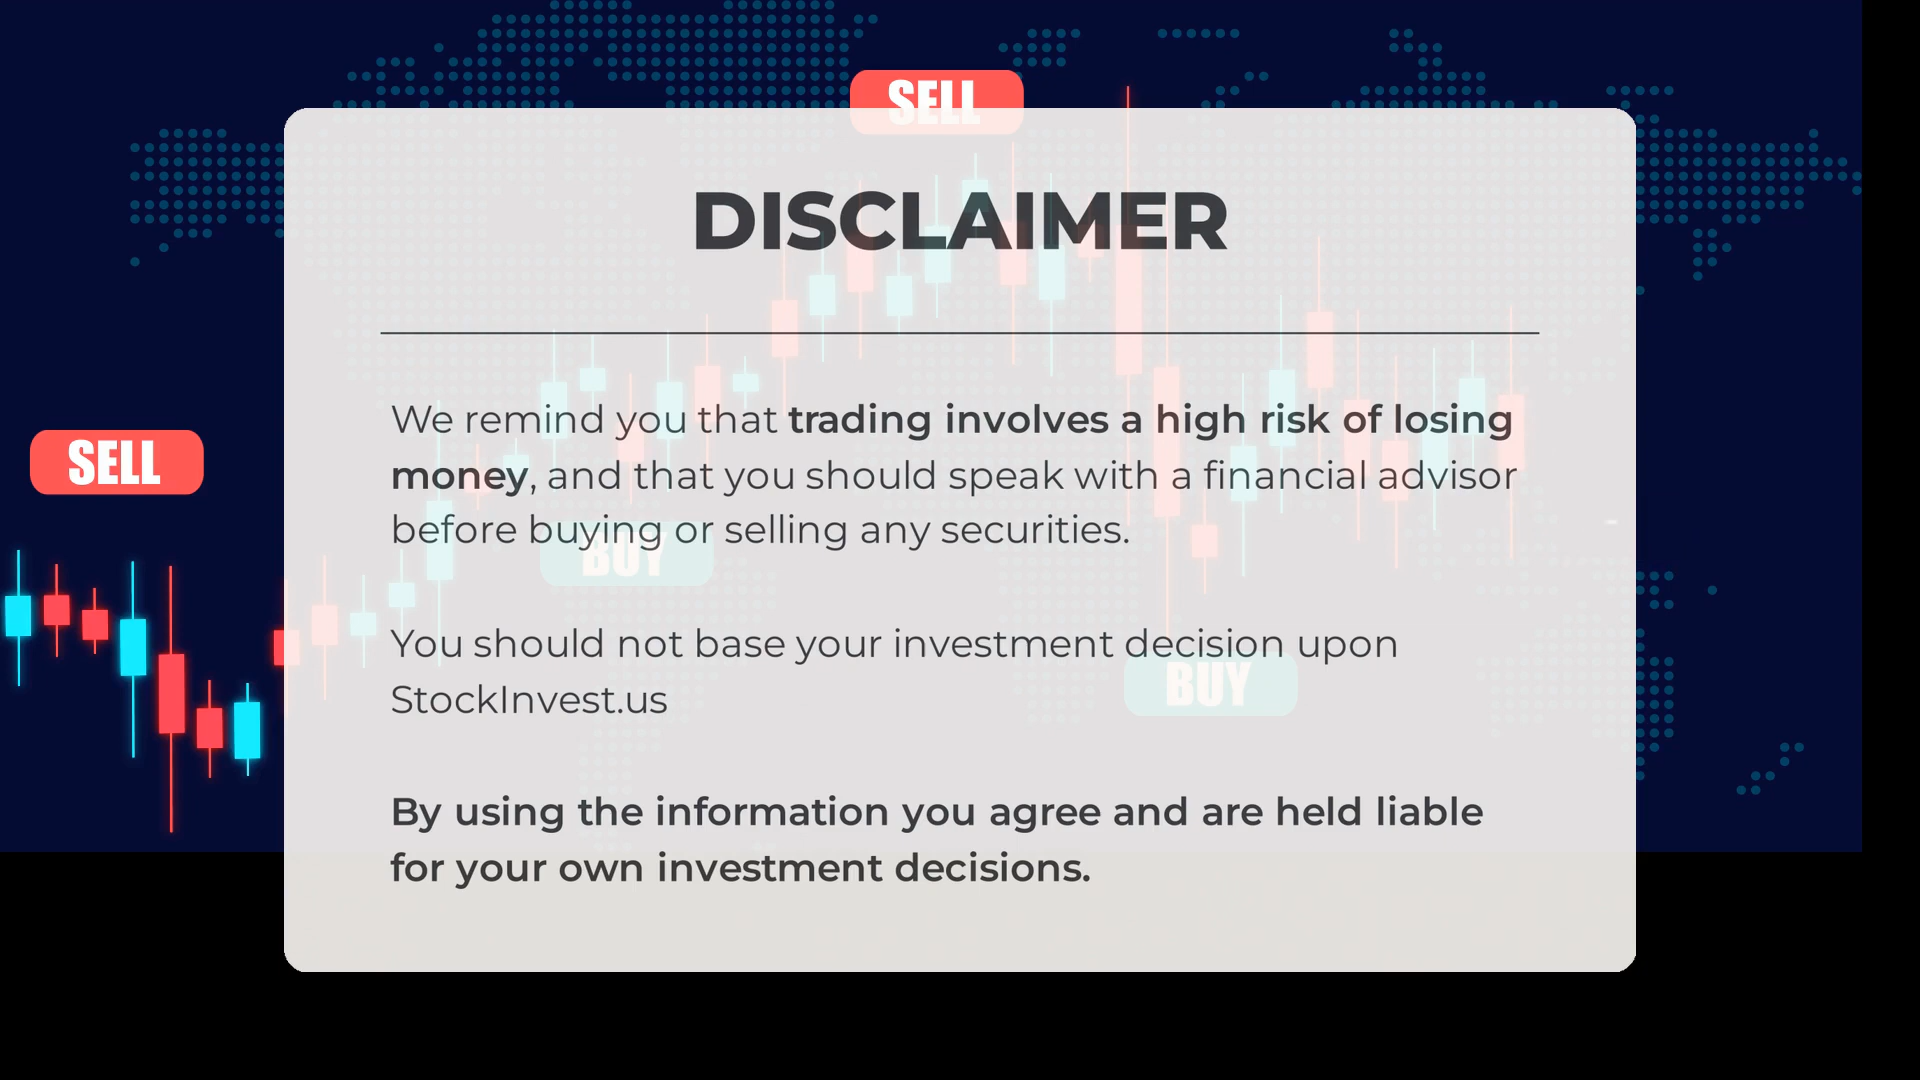 SELL
DISCLAIMER
We remind you that trading involves a high risk of losing
money, and that you should speak with a financial advisor
before buying or selling any securities.
SELL
BUY
You should not base your investment decision upon
StockInvest.us
BUY
By using the information you agree and are held liable
for your own investment decisions.